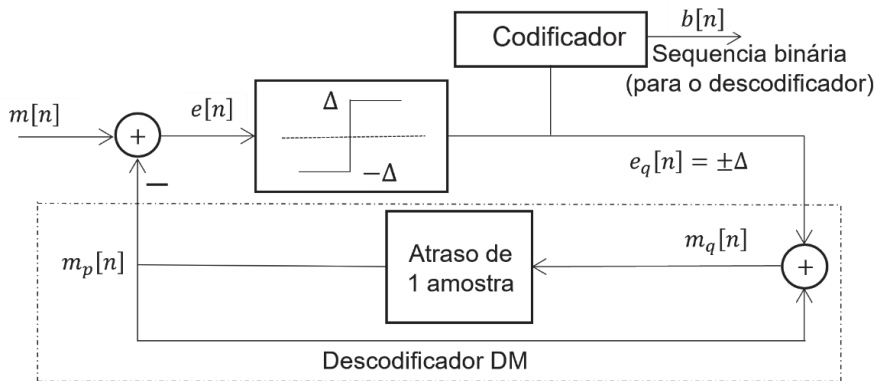 b[n]
Codificador
Sequencia binária
(para o descodificador)
m[n]
e[n]
Δ
+
−Δ
−
e_q[n] = ±Δ
m_p[n]
Atraso de
1 amostra
m_q[n]
+
Descodificador DM